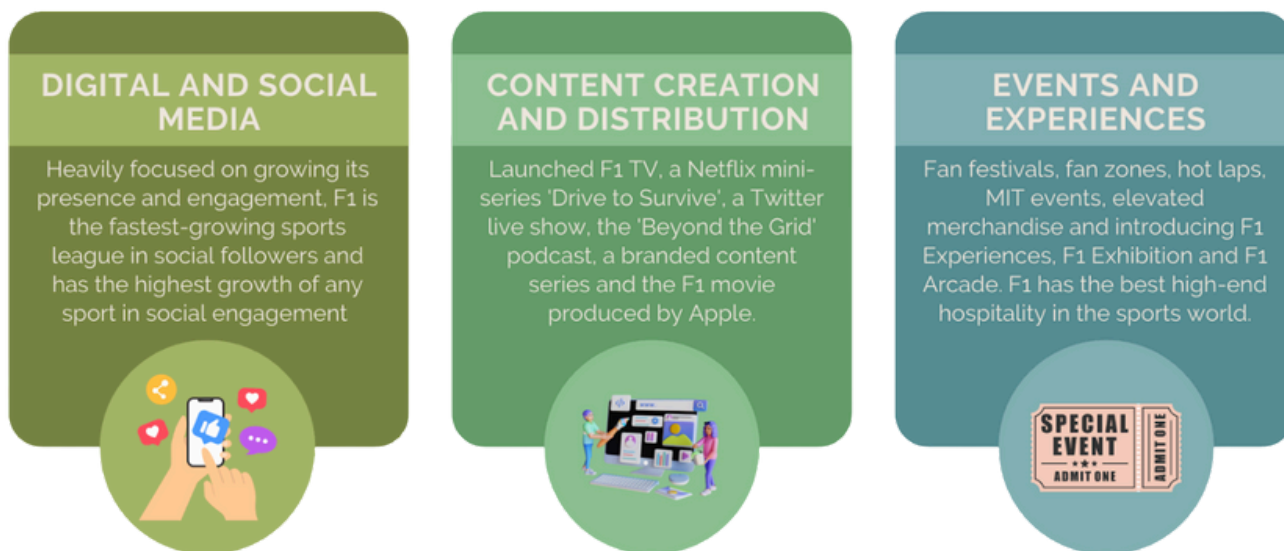 DIGITAL AND SOCIAL
MEDIA
Heavily focused on growing its
presence and engagement, F1 is
the fastest-growing sports
league in social followers and
has the highest growth of any
sport in social engagement
CONTENT CREATION
AND DISTRIBUTION
Launched F1 TV, a Netflix mini-
series 'Drive to Survive', a Twitter
live show, the 'Beyond the Grid'
podcast, a branded content
series and the F1 movie
produced by Apple.
EVENTS AND
EXPERIENCES
Fan festivals, fan zones, hot laps,
MIT events, elevated
merchandise and introducing F1
Experiences, F1 Exhibition and F1
Arcade. F1 has the best high-end
hospitality in the sports world.
SPECIAL
EVENT
ADMIT ONE
ADMIT ONE